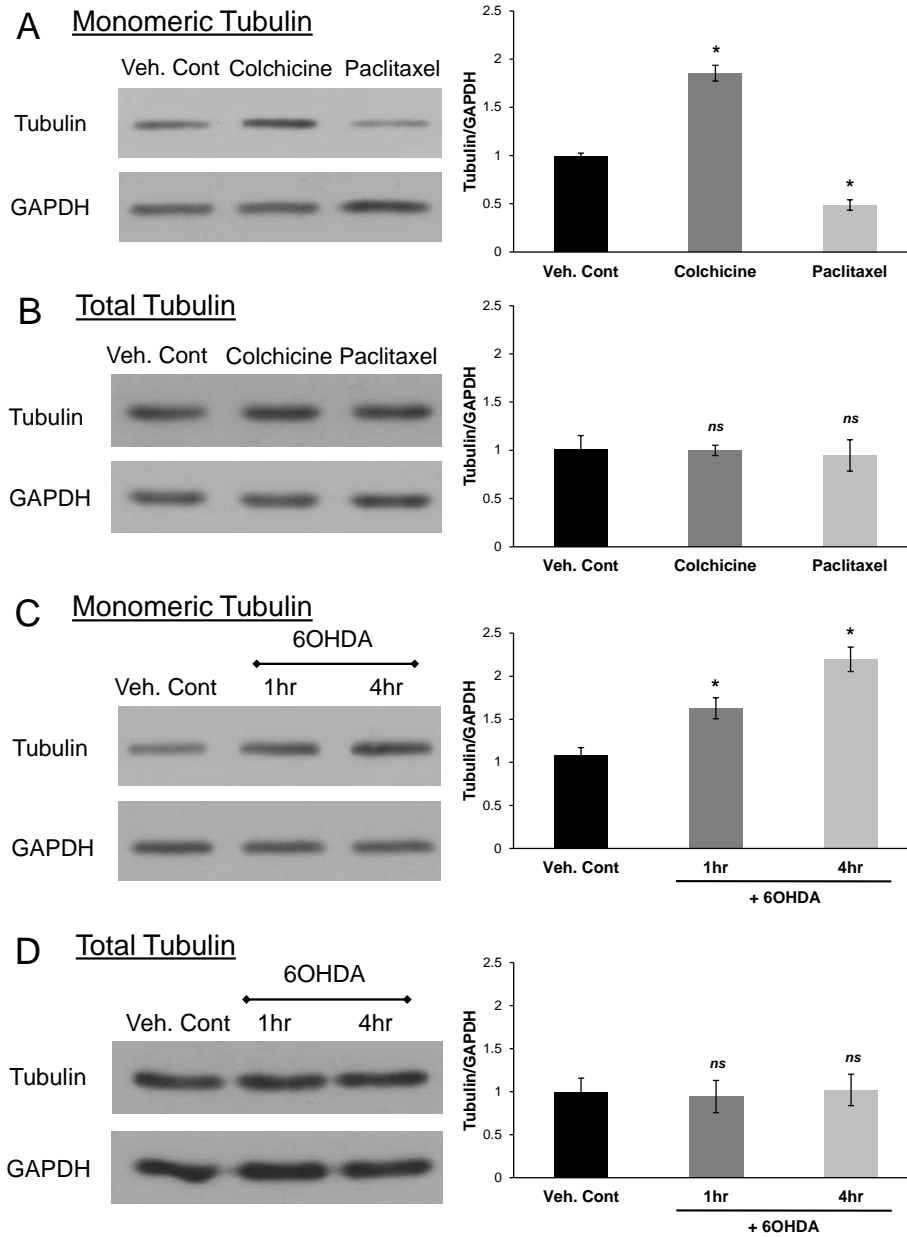 A Monomeric Tubulin
Veh. Cont Colchicine Paclitaxel
Tubulin
GAPDH
Tubulin/GAPDH
2.5
2
1.5
1
0.5
0
*
*
Veh. Cont Colchicine Paclitaxel
B Total Tubulin
Veh. Cont Colchicine Paclitaxel
Tubulin
GAPDH
Tubulin/GAPDH
2.5
2
1.5
1
0.5
0
ns
ns
Veh. Cont Colchicine Paclitaxel
C Monomeric Tubulin
6OHDA
Veh. Cont 1hr 4hr
Tubulin
GAPDH
Tubulin/GAPDH
2.5
2
1.5
1
0.5
0
*
*
Veh. Cont 1hr 4hr
+ 6OHDA
D Total Tubulin
6OHDA
Veh. Cont 1hr 4hr
Tubulin
GAPDH
Tubulin/GAPDH
2.5
2
1.5
1
0.5
0
ns
ns
Veh. Cont 1hr 4hr
+ 6OHDA